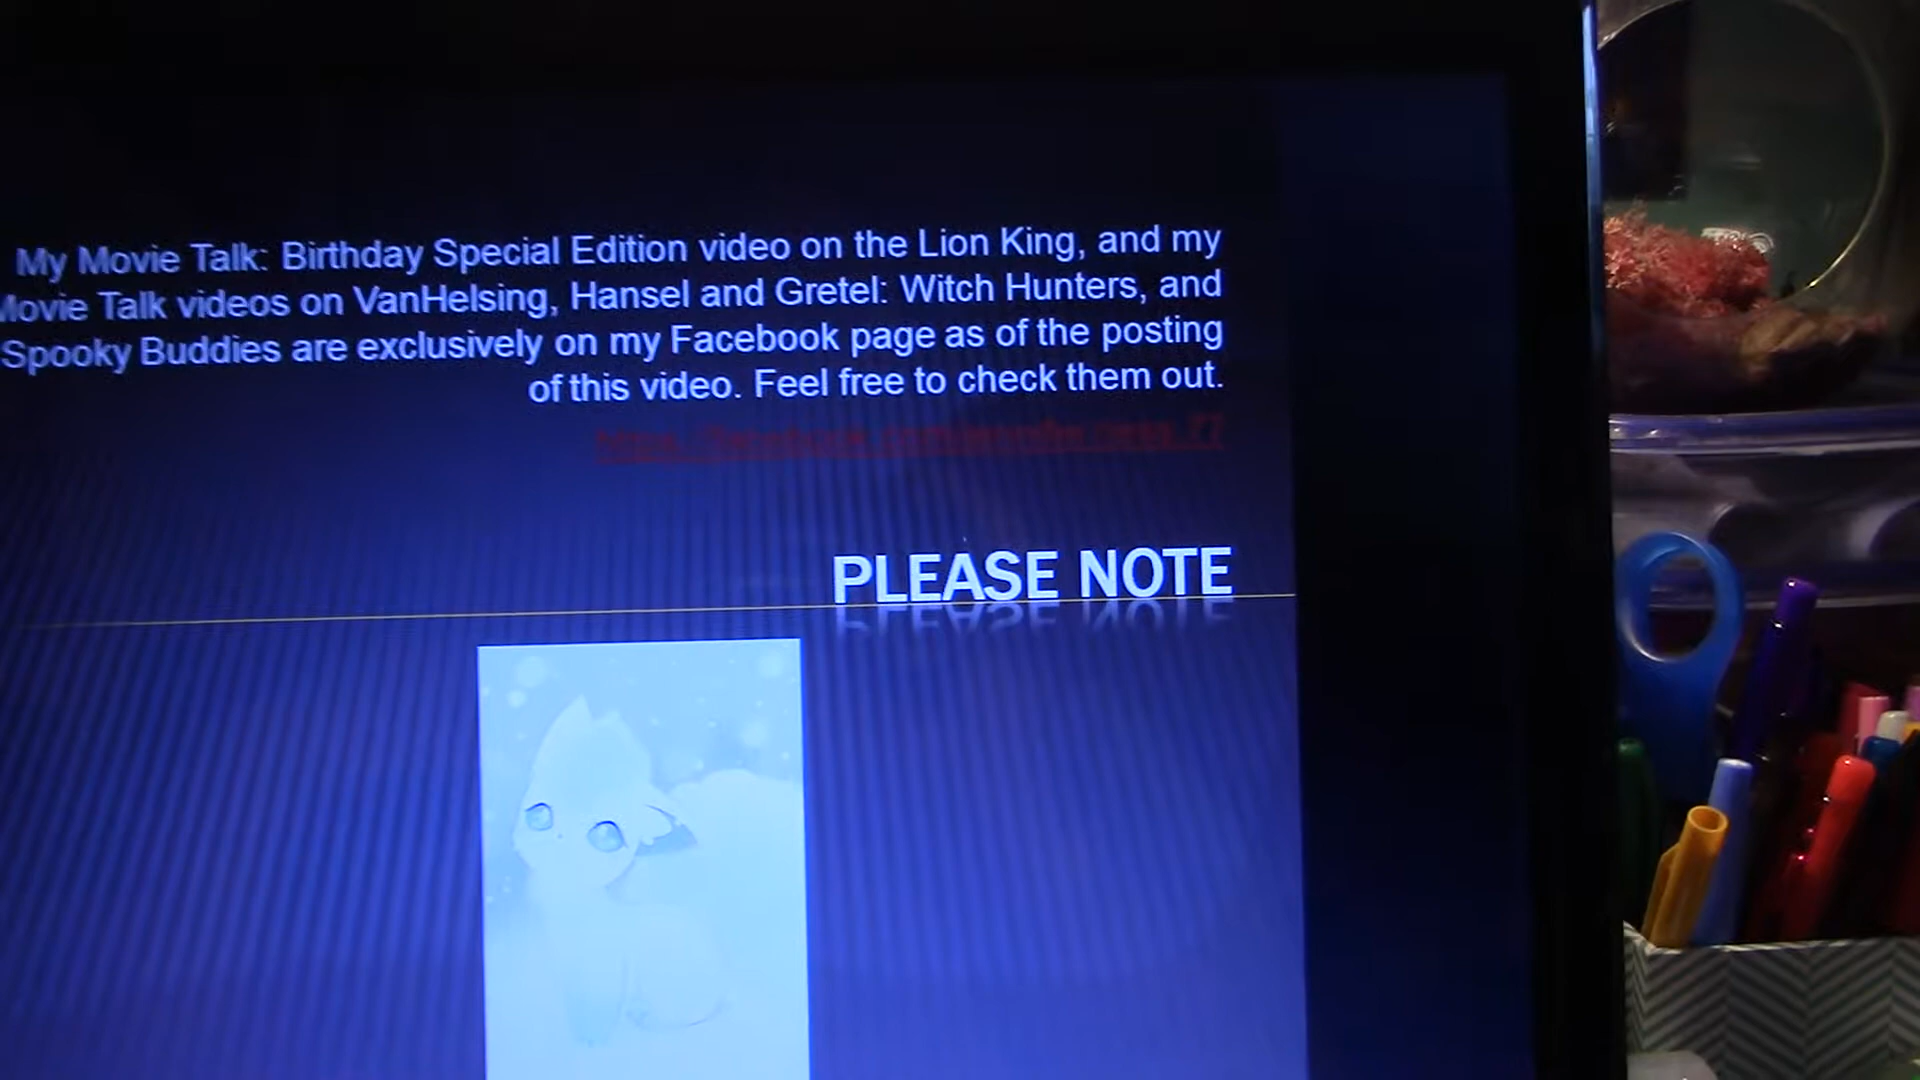 My Movie Talk: Birthday Special Edition video on the Lion King, and my
Movie Talk videos on VanHelsing, Hansel and Gretel: Witch Hunters, and
Spooky Buddies are exclusively on my Facebook page as of the posting
of this video. Feel free to check them out.
PLEASE NOTE